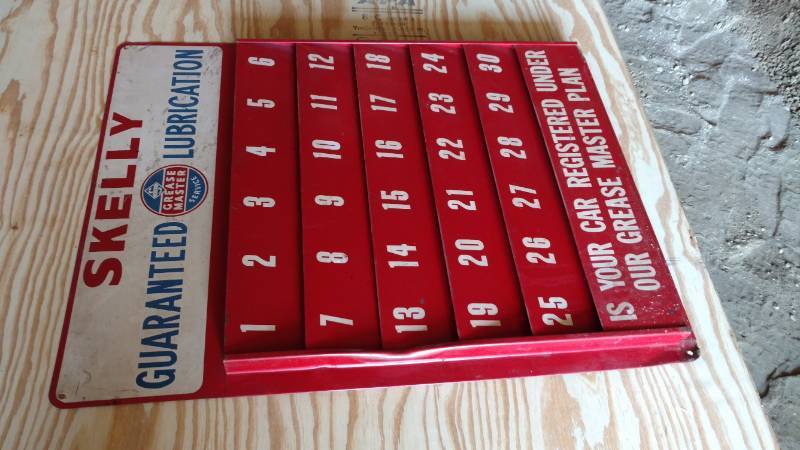 SKELLY
GUARANTEED GREASE MASTER SERVICE LUBRICATION
1 2 3 4 5 6
7 8 9 10 11 12
13 14 15 16 17 18
19 20 21 22 23 24
25 26 27 28 29 30
IS YOUR CAR REGISTERED UNDER
OUR GREASE MASTER PLAN